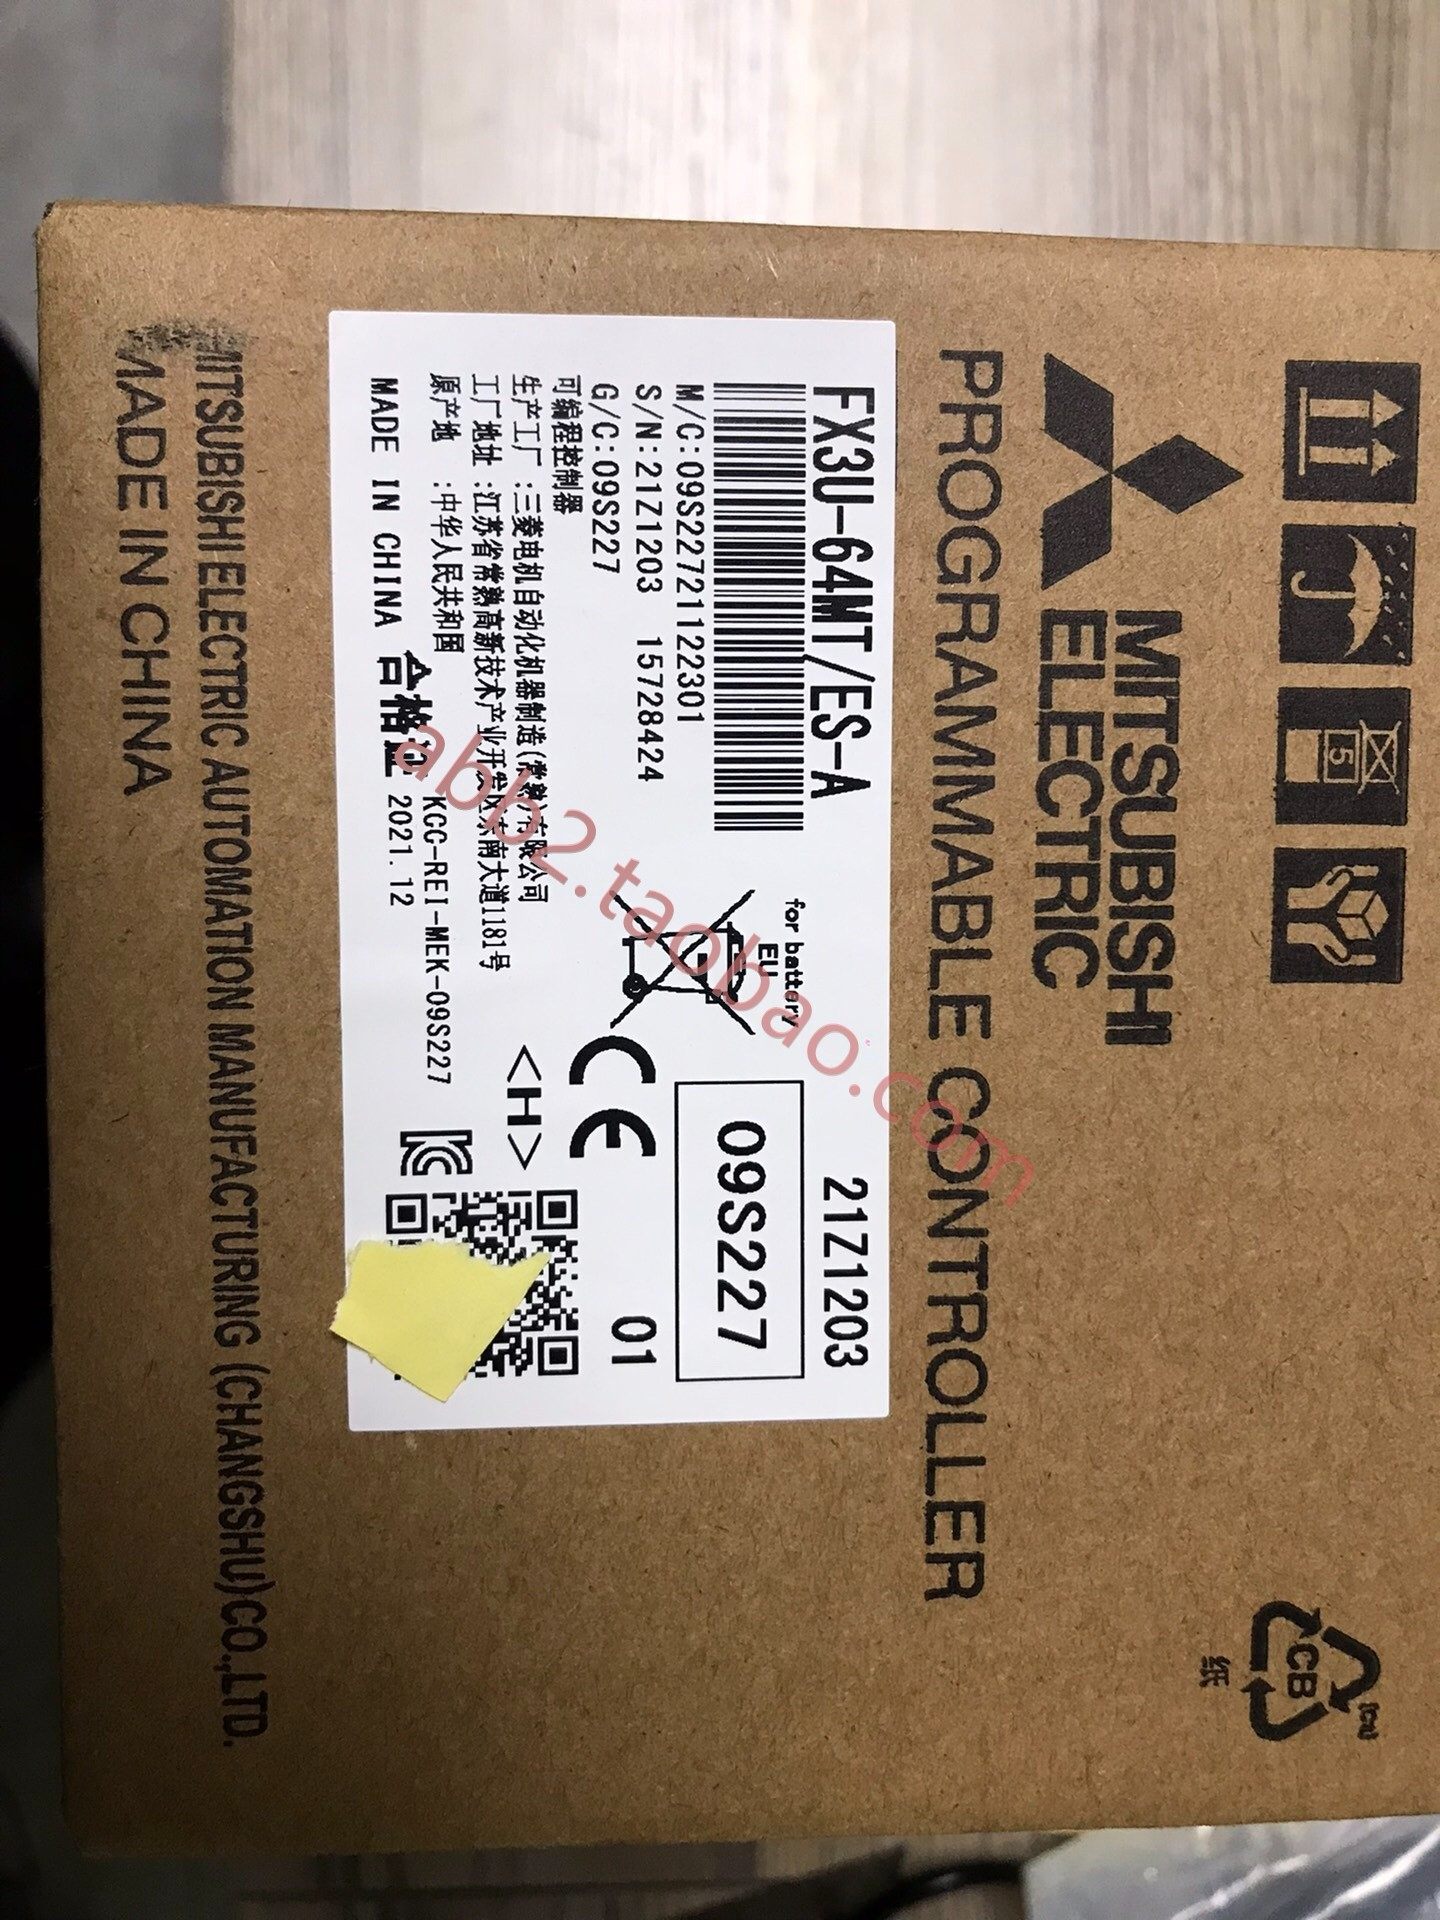 MITSUBISHI
ELECTRIC
PROGRAMMABLE CONTROLLER
5
FX3U-64MT/ES-A
21Z1203
M/C:09S2272112301
S/N:21Z1203 15728424
G/C:09S227
for battery
EU
09S227
01
可编程控制器
生产工厂 :三菱电机自动化机器制造(常熟)有限公司
工厂地址 :江苏省常熟高新技术产业开发区东南大道1181号
原产地 :中华人民共和国
MADE IN CHINA 合格证 2021.12
KCC-REI-MEK-09S227
CE
<H>
MITSUBISHI ELECTRIC AUTOMATION MANUFACTURING (CHANGSHU)CO.,LTD.
MADE IN CHINA
CB
纸
abb2.taobao.com